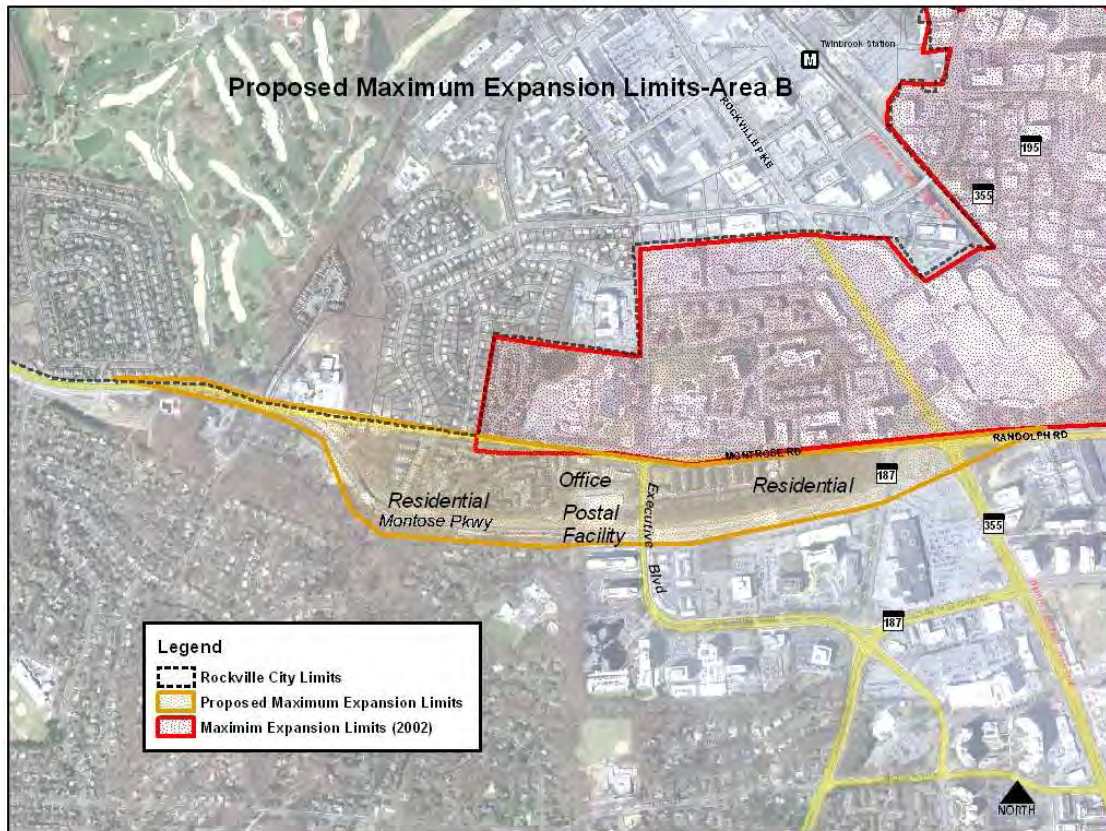 Twinbrook Station
M
Proposed Maximum Expansion Limits-Area B
ROCKVILLE PIKE
195
355
RANDOLPH RD
MONTROSE RD
187
Office
Residential
Residential
Montose Pkwy
Postal
Facility
Executive Blvd
355
187
Legend
Rockville City Limits
Proposed Maximum Expansion Limits
Maximim Expansion Limits (2002)
NORTH